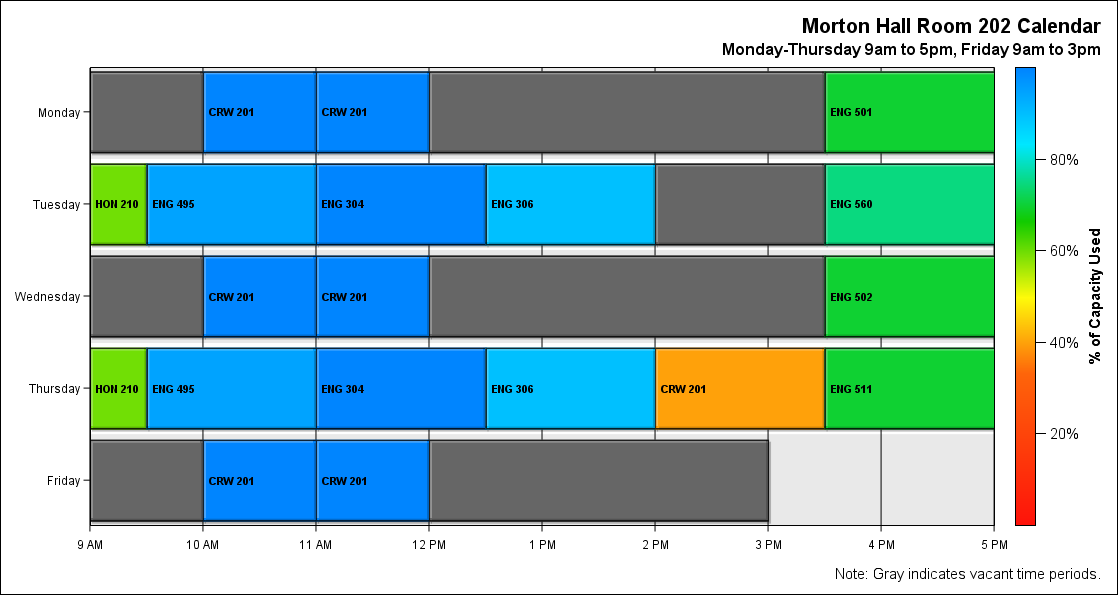 Morton Hall Room 202 Calendar
Monday-Thursday 9am to 5pm, Friday 9am to 3pm
Monday
CRW 201
CRW 201
ENG 501
Tuesday
HON 210
ENG 495
ENG 304
ENG 306
ENG 560
Wednesday
CRW 201
CRW 201
ENG 502
Thursday
HON 210
ENG 495
ENG 304
ENG 306
CRW 201
ENG 511
Friday
CRW 201
CRW 201
9 AM 10 AM 11 AM 12 PM 1 PM 2 PM 3 PM 4 PM 5 PM
80%
60%
40%
20%
% of Capacity Used
Note: Gray indicates vacant time periods.